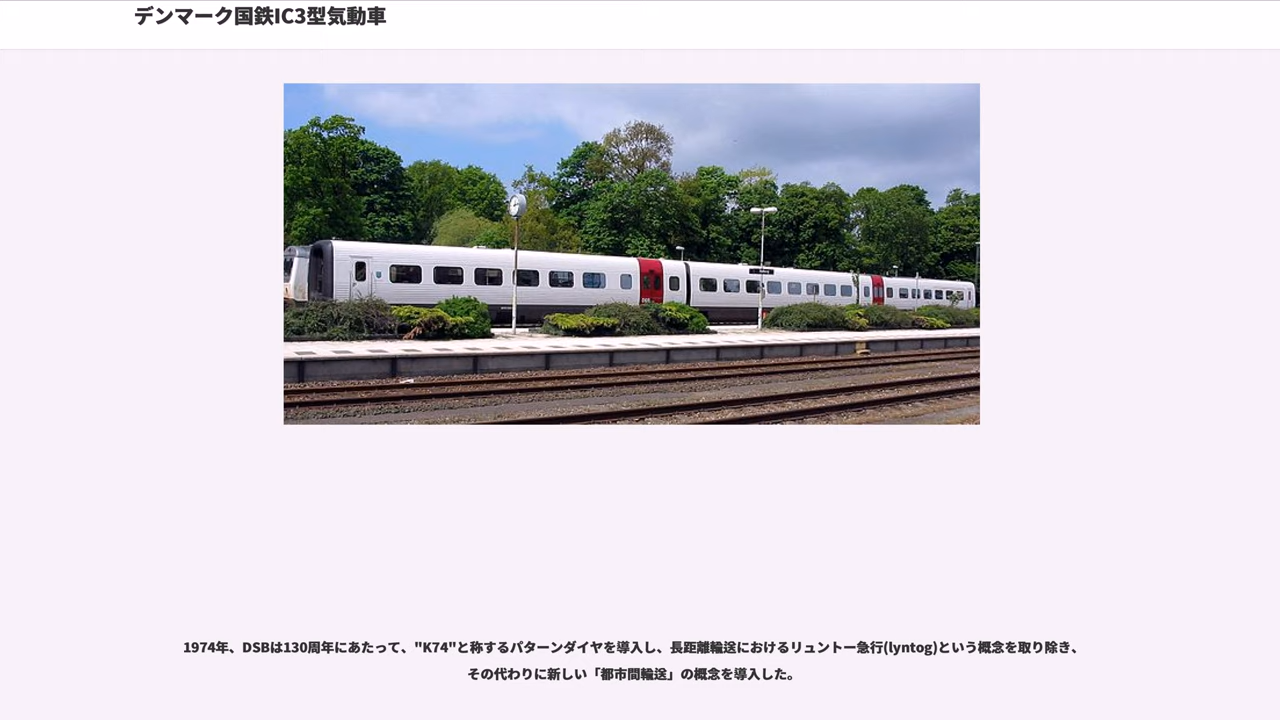 デンマーク国鉄IC3型気動車
1974年、DSBは130周年にあたって、"K74"と称するパターンダイヤを導入し、長距離輸送におけるリュントー急行(lyntog)という概念を取り除き、
その代わりに新しい「都市間輸送」の概念を導入した。